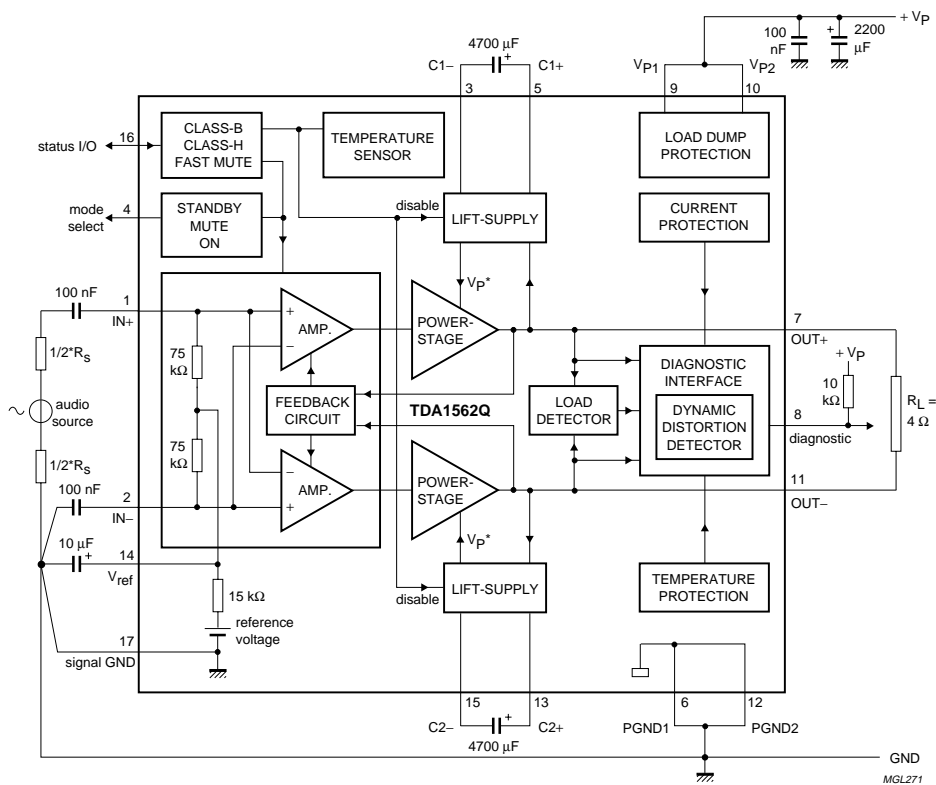 + VP
100 nF
+ 2200 µF
4700 µF
+
C1−
C1+
VP1
VP2
3
5
9
10
status I/O
16
CLASS-B
CLASS-H
FAST MUTE
TEMPERATURE
SENSOR
LOAD DUMP
PROTECTION
mode
select
4
STANDBY
MUTE
ON
disable
LIFT-SUPPLY
CURRENT
PROTECTION
VP*
100 nF
1
IN+
+
−
AMP.
POWER-
STAGE
7
OUT+
+ VP
1/2*Rs
75
kΩ
FEEDBACK
CIRCUIT
TDA1562Q
LOAD
DETECTOR
DIAGNOSTIC
INTERFACE
DYNAMIC
DISTORTION
DETECTOR
10
kΩ
8
diagnostic
RL =
4 Ω
~
audio
source
75
kΩ
1/2*Rs
−
+
AMP.
POWER-
STAGE
100 nF
2
IN−
11
OUT−
VP*
10 µF
+
14
Vref
15 kΩ
disable
LIFT-SUPPLY
TEMPERATURE
PROTECTION
reference
voltage
17
signal GND
15
13
6
12
C2−
+
C2+
4700 µF
PGND1
PGND2
GND
MGL271